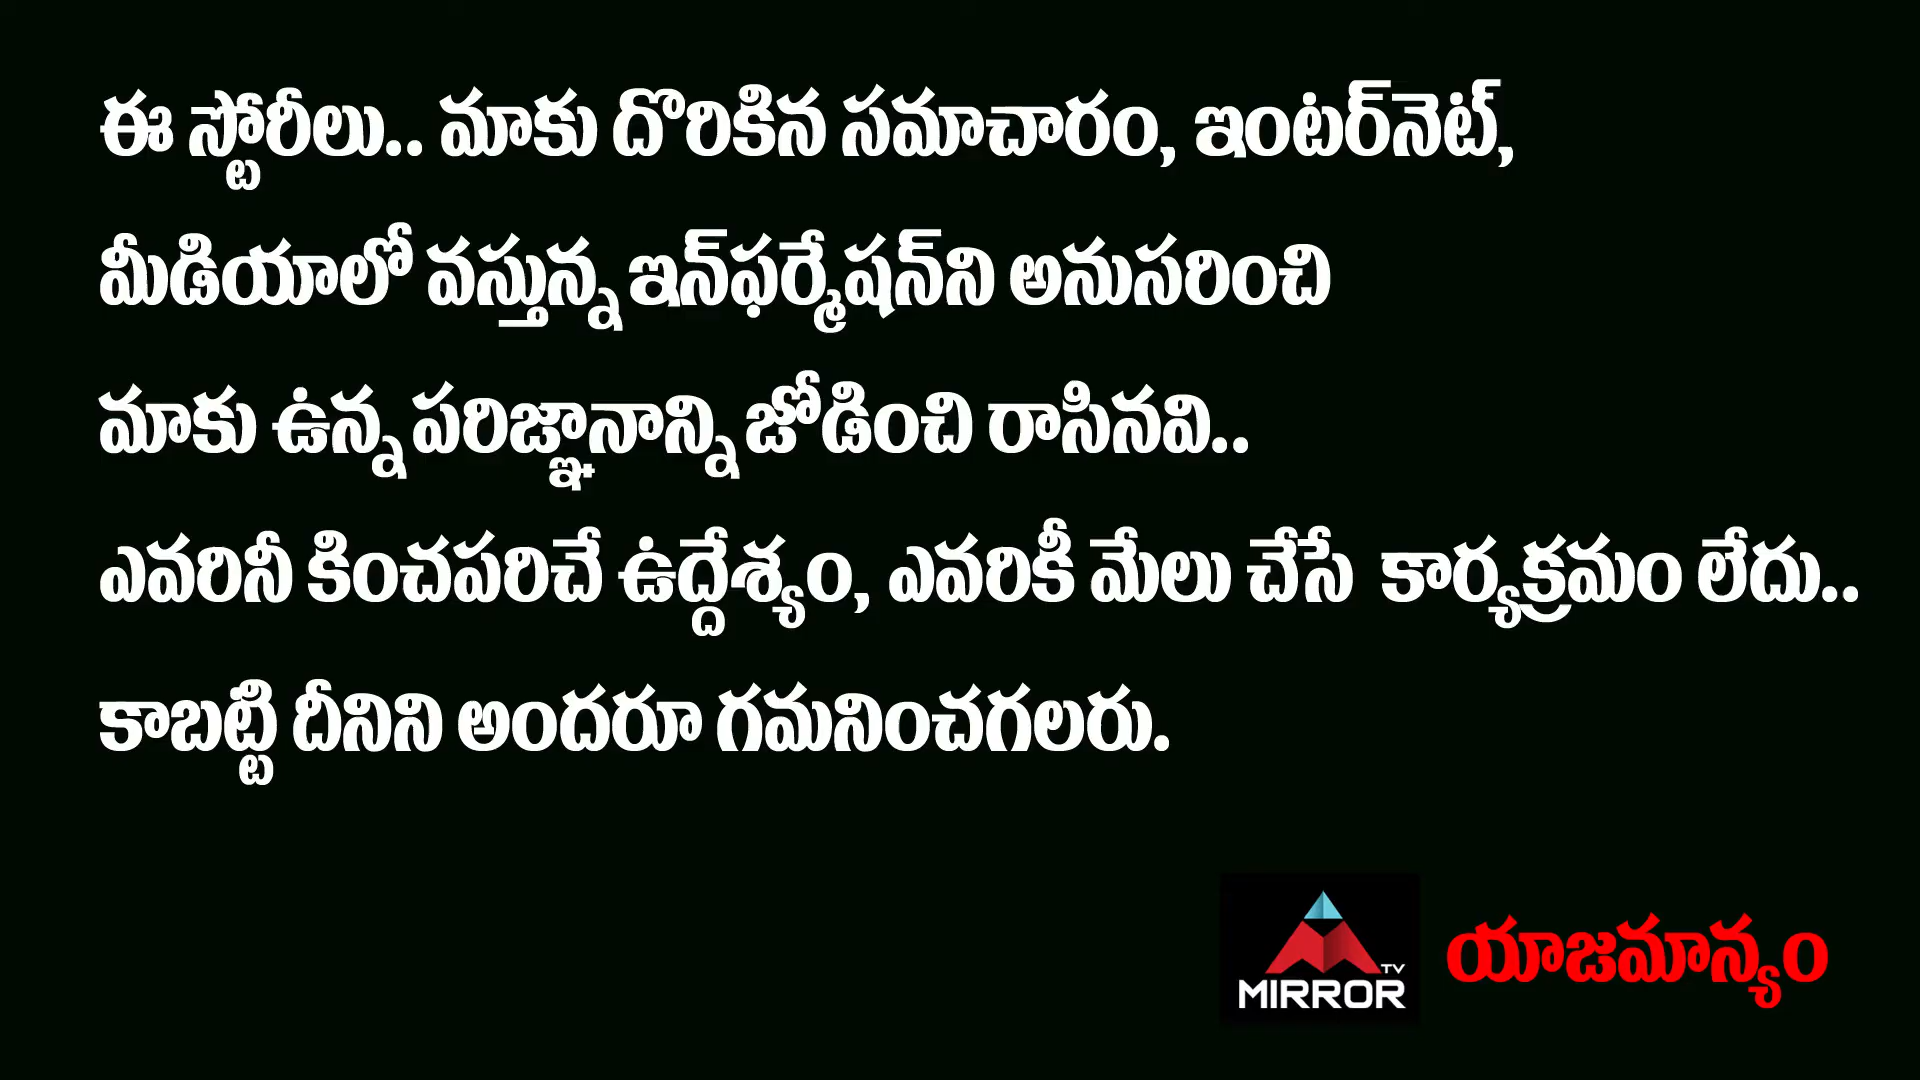 ఈ స్టోరీలు.. మాకు దొరికిన సమాచారం, ఇంటర్‌నెట్,
మీడియాలో వస్తున్న ఇన్‌ఫర్మేషన్‌ని అనుసరించి
మాకు ఉన్న పరిజ్ఞానాన్ని జోడించి రాసినవి..
ఎవరినీ కించపరిచే ఉద్దేశ్యం, ఎవరికీ మేలు చేసే కార్యక్రమం లేదు..
కాబట్టి దీనిని అందరూ గమనించగలరు.
TV
MIRROR
యాజమాన్యం